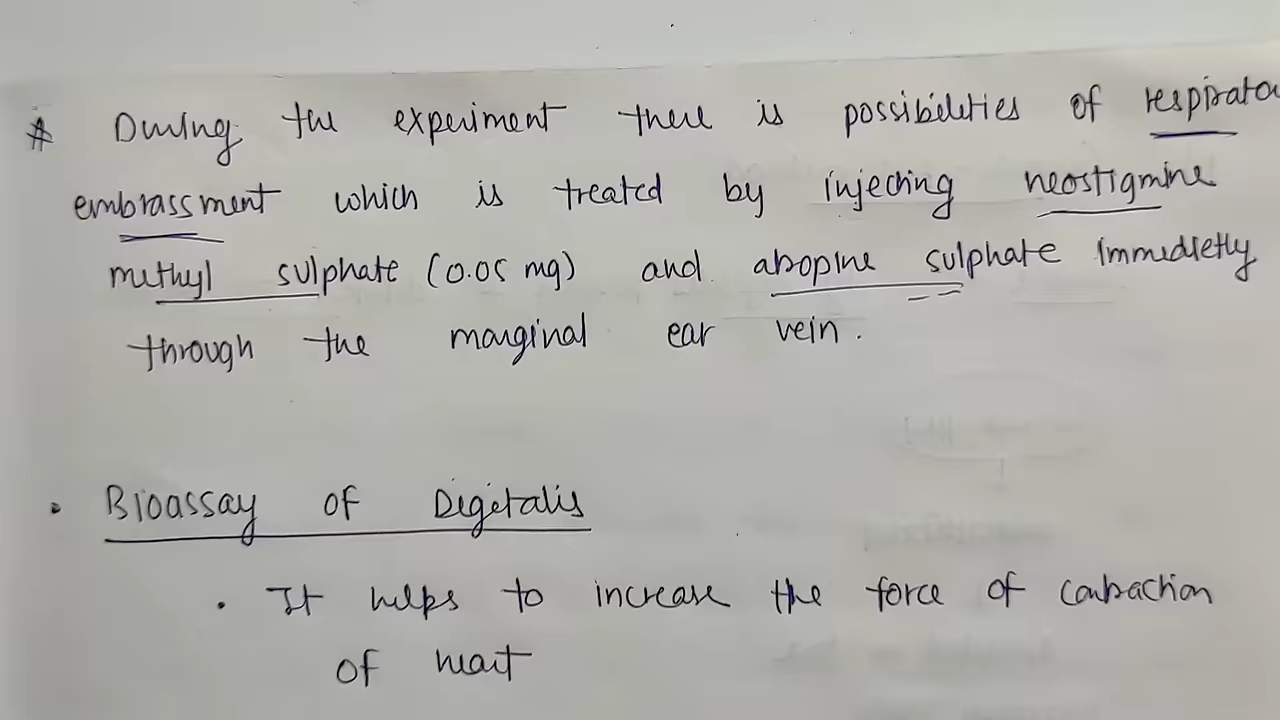 * During the experiment there is possibilities of respirato
embrassment which is treated by injecting neostigmine
methyl sulphate (0.05 mg) and atropine sulphate immedietly
through the marginal ear vein.
• Bioassay of Digitalis
• It helps to increase the force of contraction
of heart